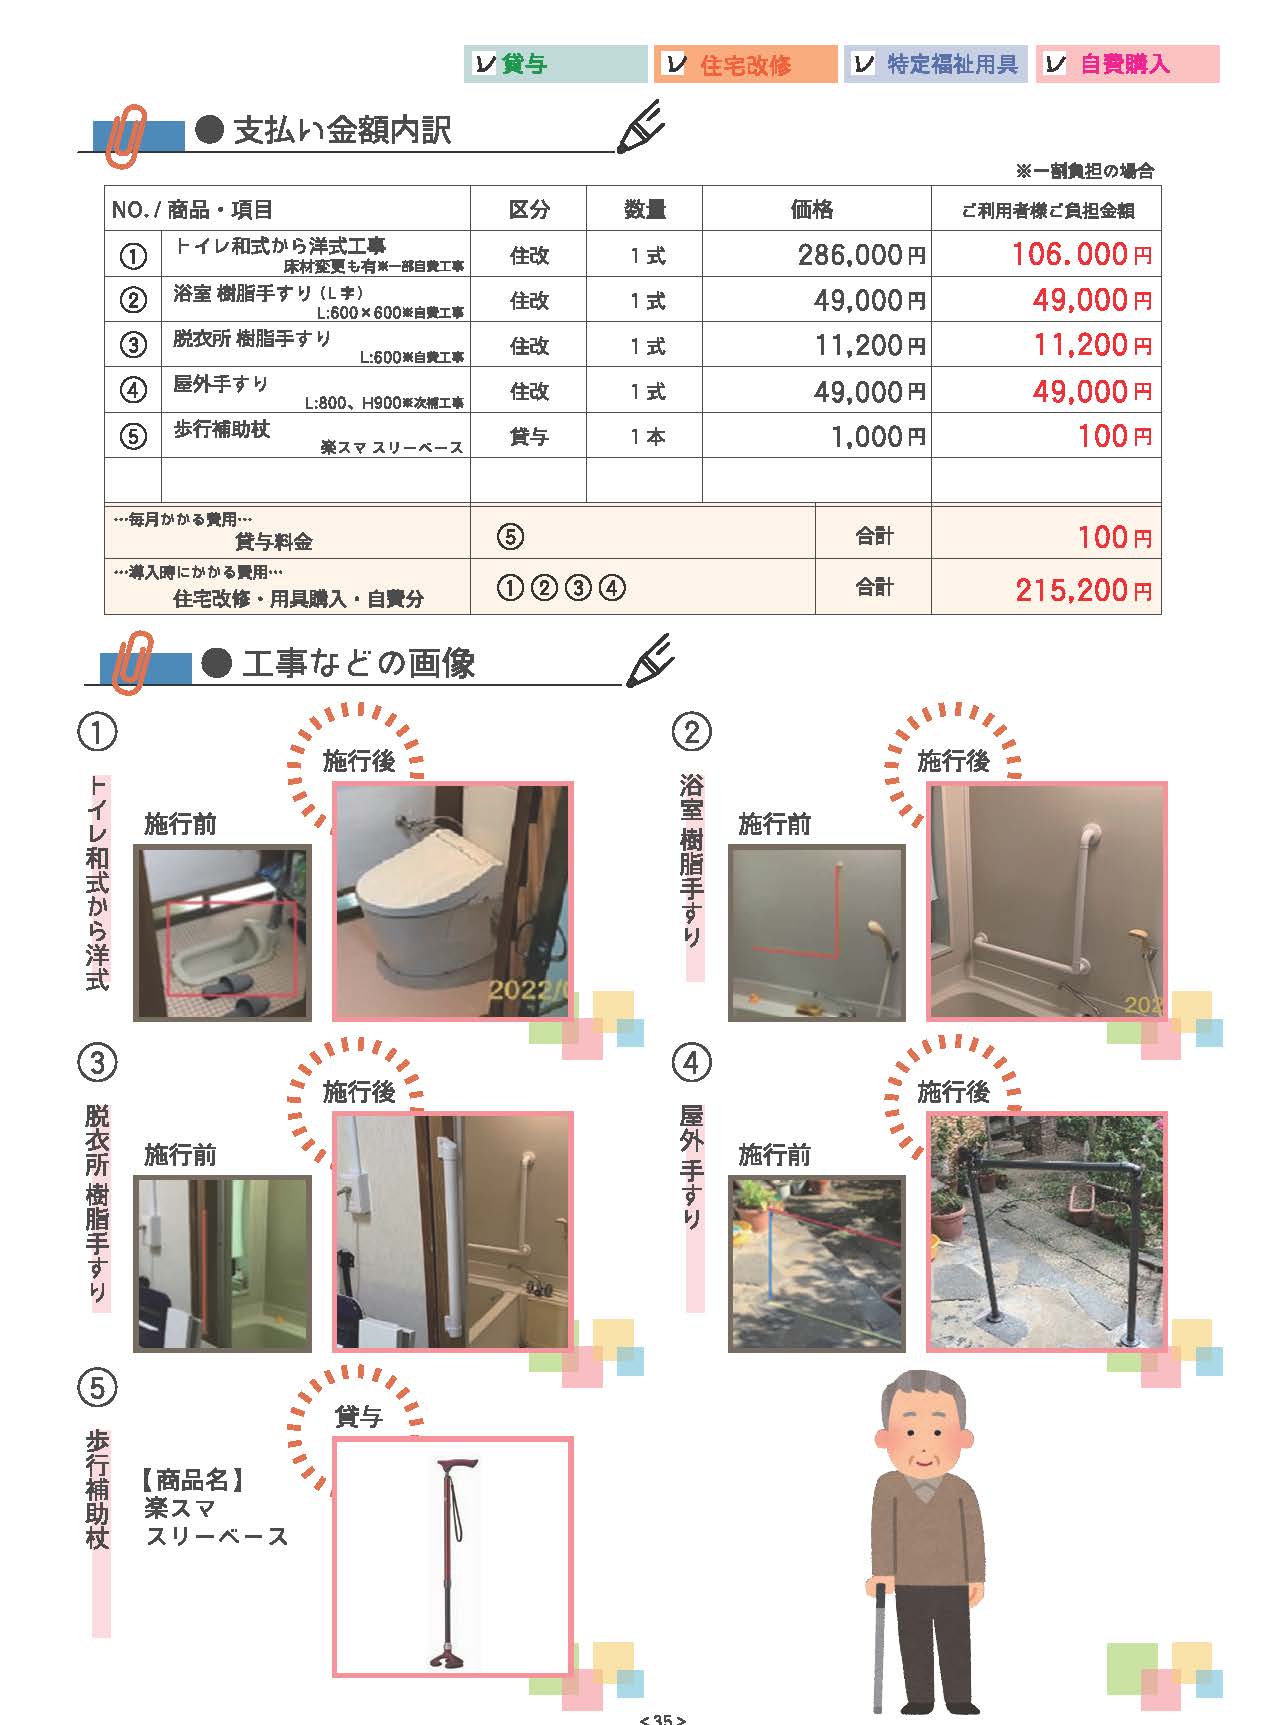 レ 貸与 レ 住宅改修 レ 特定福祉用具 レ 自費購入
● 支払い金額内訳
※一割負担の場合
NO./ 商品・項目 区分 数量 価格 ご利用者様ご負担金額
① トイレ和式から洋式工事 住改 1 式 286,000円 106.000円
床材変更も有※一部自費工事
② 浴室 樹脂手すり（L字） 住改 1 式 49,000円 49,000円
L:600×600※自費工事
③ 脱衣所 樹脂手すり 住改 1 式 11,200円 11,200円
L:600※自費工事
④ 屋外手すり 住改 1 式 49,000円 49,000円
L:800、H900※次補工事
⑤ 歩行補助杖 貸与 1 本 1,000円 100円
楽スマ スリーベース
…毎月かかる費用…
貸与料金 ⑤ 合計 100円
…導入時にかかる費用…
住宅改修・用具購入・自費分 ①②③④ 合計 215,200円
● 工事などの画像
①
トイレ和式から洋式
施行前
施行後
2022/0
②
浴室 樹脂手すり
施行前
施行後
202
③
脱衣所 樹脂手すり
施行前
施行後
④
屋外 手すり
施行前
施行後
⑤
歩行補助杖
貸与
【商品名】
楽スマ
スリーベース
<35>